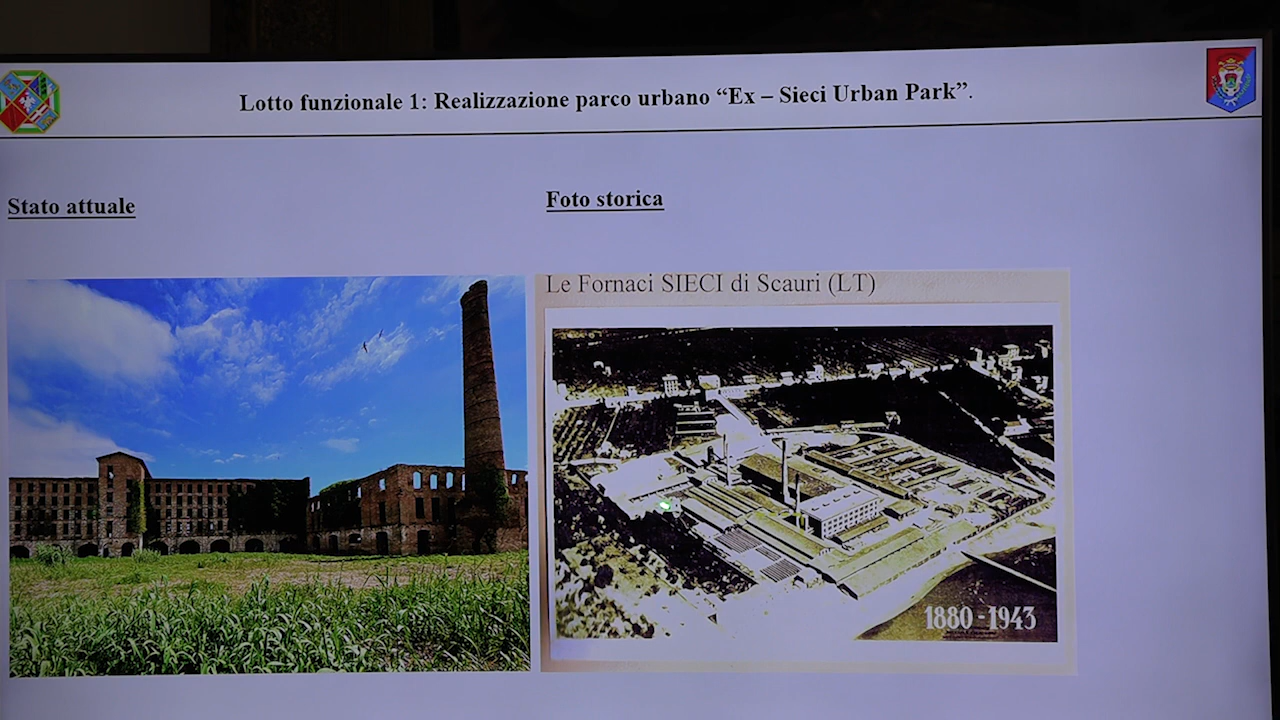 Lotto funzionale 1: Realizzazione parco urbano “Ex – Sieci Urban Park”.
Stato attuale
Foto storica
Le Fornaci SIECI di Scauri (LT)
1880 - 1943